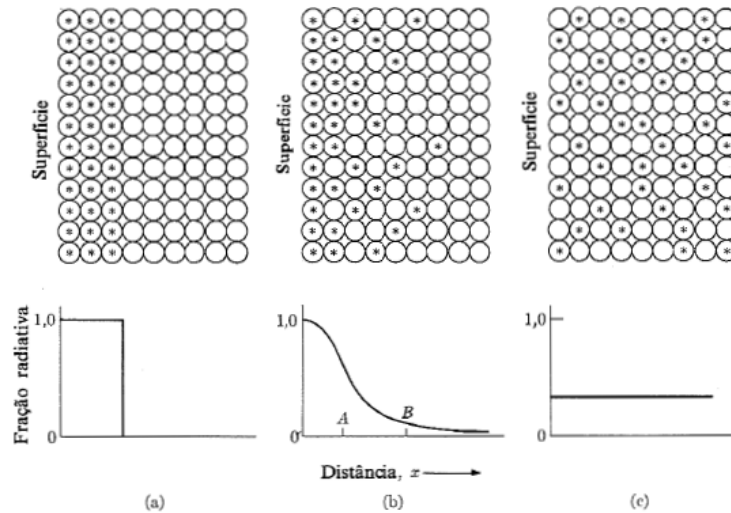 Superfície
Superfície
Superfície
Fração radiativa
1,0
0
1,0
0
A
B
1,0
0
Distância, x
(a)
(b)
(c)